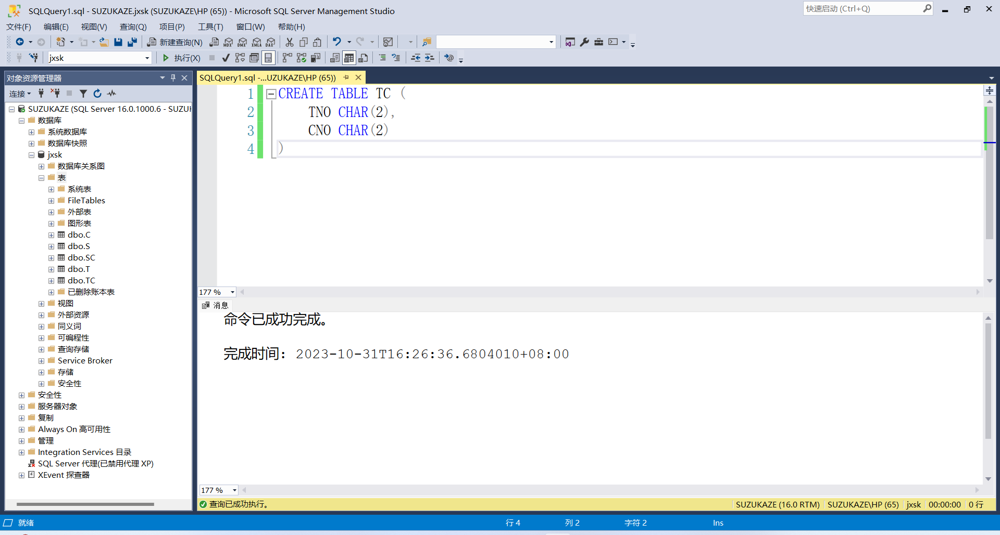 SQLQuery1.sql - SUZUKAZE.jxsk (SUZUKAZE\HP (65)) - Microsoft SQL Server Management Studio
快速启动 (Ctrl+Q)
文件(F) 编辑(E) 视图(V) 查询(Q) 项目(P) 工具(T) 窗口(W) 帮助(H)
新建查询(N) MDX DMX XMLA DAX
jxsk 执行(X)
对象资源管理器
连接
SUZUKAZE (SQL Server 16.0.1000.6 - SUZU
数据库
系统数据库
数据库快照
jxsk
数据库关系图
表
系统表
FileTables
外部表
图形表
dbo.C
dbo.S
dbo.SC
dbo.T
dbo.TC
已删除账本表
视图
外部资源
同义词
可编程性
查询存储
Service Broker
存储
安全性
安全性
服务器对象
复制
Always On 高可用性
管理
Integration Services 目录
SQL Server 代理(已禁用代理 XP)
XEvent 探查器
SQLQuery1.sql -...UZUKAZE\HP (65))
1 CREATE TABLE TC (
2 TNO CHAR(2),
3 CNO CHAR(2)
4 )
177 %
消息
命令已成功完成。
完成时间: 2023-10-31T16:26:36.6804010+08:00
177 %
查询已成功执行。 SUZUKAZE (16.0 RTM) SUZUKAZE\HP (65) jxsk 00:00:00 0 行
就绪 行 4 列 2 字符 2 Ins